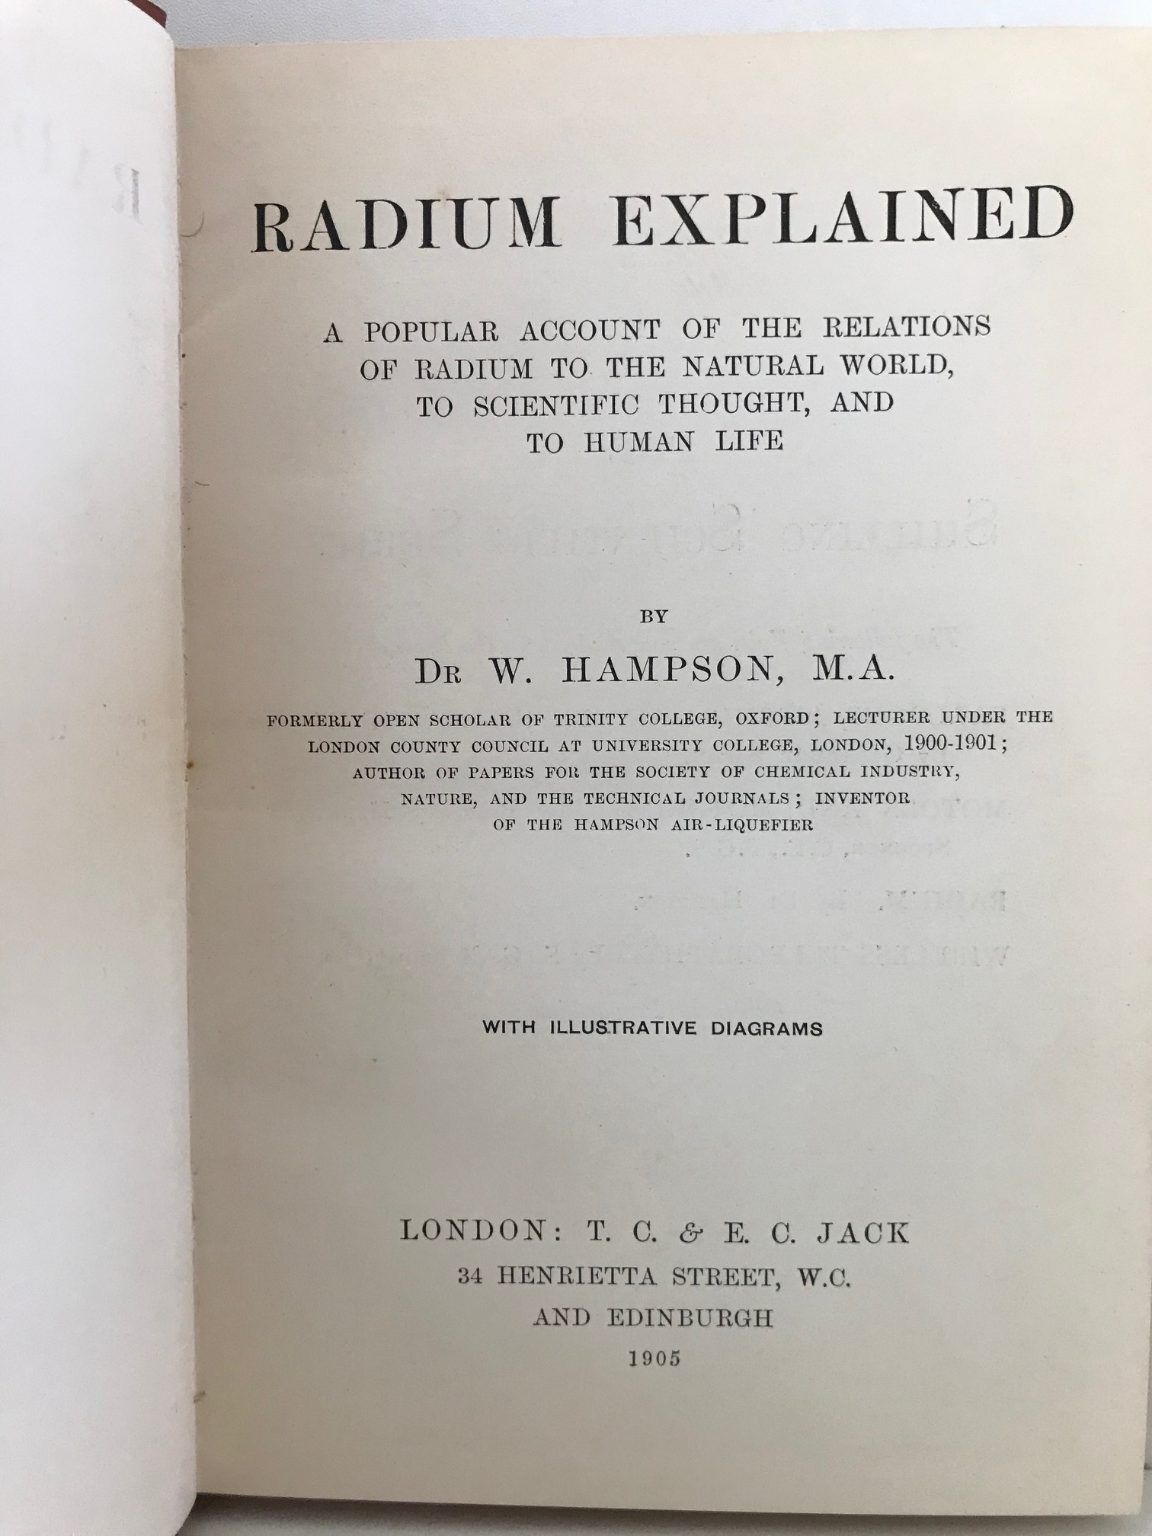 RADIUM EXPLAINED
A POPULAR ACCOUNT OF THE RELATIONS
OF RADIUM TO THE NATURAL WORLD,
TO SCIENTIFIC THOUGHT, AND
TO HUMAN LIFE
BY
DR W. HAMPSON, M.A.
FORMERLY OPEN SCHOLAR OF TRINITY COLLEGE, OXFORD; LECTURER UNDER THE
LONDON COUNTY COUNCIL AT UNIVERSITY COLLEGE, LONDON, 1900-1901;
AUTHOR OF PAPERS FOR THE SOCIETY OF CHEMICAL INDUSTRY,
NATURE, AND THE TECHNICAL JOURNALS; INVENTOR
OF THE HAMPSON AIR-LIQUEFIER
WITH ILLUSTRATIVE DIAGRAMS
LONDON: T. C. & E. C. JACK
34 HENRIETTA STREET, W.C.
AND EDINBURGH
1905